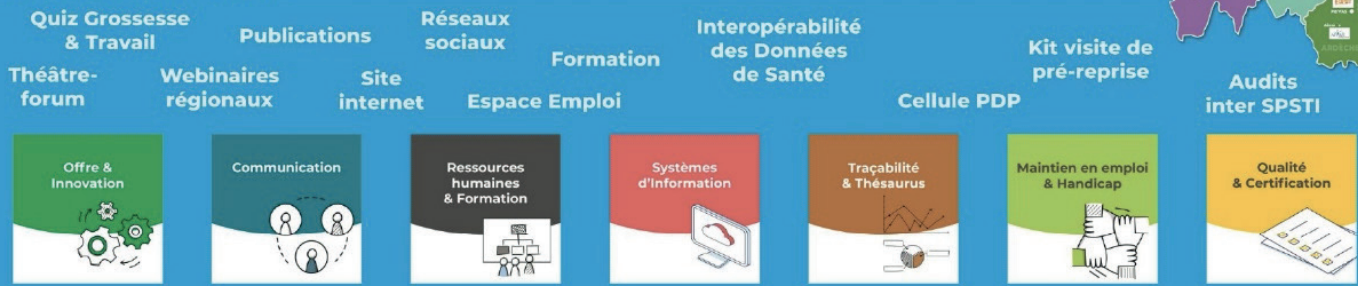 Quiz Grossesse
& Travail
Publications
Réseaux
sociaux
Interopérabilité
des Données
de Santé
Formation
Kit visite de
pré-reprise
Théâtre-
forum
Webinaires
régionaux
Site
internet
Espace Emploi
Cellule PDP
Audits
inter SPSTI
ARDÈCHE
Offre &
Innovation
Communication
Ressources
humaines
& Formation
Systèmes
d'Information
Traçabilité
& Thésaurus
Maintien en emploi
& Handicap
Qualité
& Certification